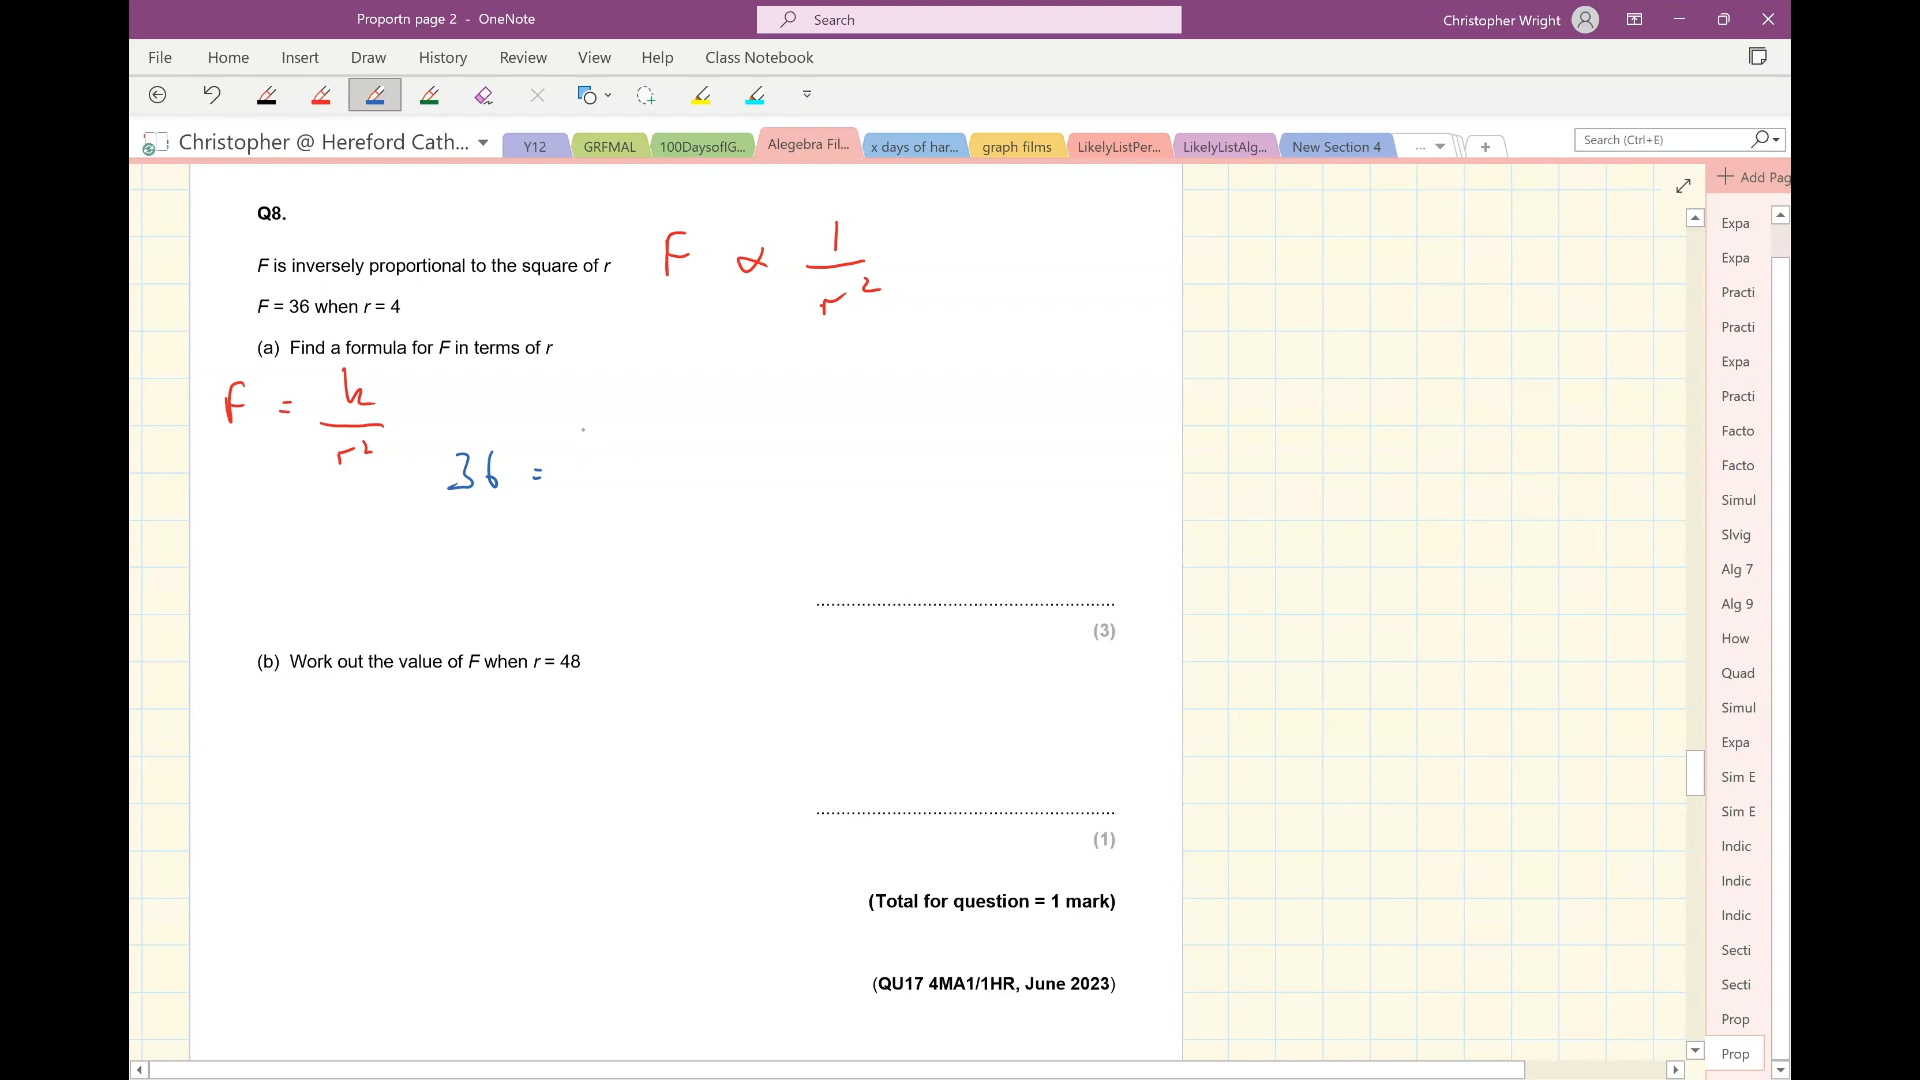 Proportn page 2 - OneNote
Search
Christopher Wright
File Home Insert Draw History Review View Help Class Notebook
Christopher @ Hereford Cath...
Y12 GRFMAL 100DaysofIG... Alegebra Fil... x days of har... graph films LikelyListPer... LikelyListAlg... New Section 4 ...
Search (Ctrl+E)
Add Pag
Q8.
F is inversely proportional to the square of r
F ∝ 1/r²
F = 36 when r = 4
(a) Find a formula for F in terms of r
F = k/r²
36 =
(3)
(b) Work out the value of F when r = 48
(1)
(Total for question = 1 mark)
(QU17 4MA1/1HR, June 2023)
Expa
Expa
Practi
Practi
Expa
Practi
Facto
Facto
Simul
Slvig
Alg 7
Alg 9
How
Quad
Simul
Expa
Sim E
Sim E
Indic
Indic
Indic
Secti
Secti
Prop
Prop